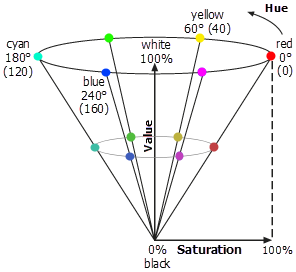 Hue
yellow
60° (40)
cyan
180°
(120)
white
100%
red
0°
(0)
blue
240°
(160)
Value
0%
black
Saturation
100%